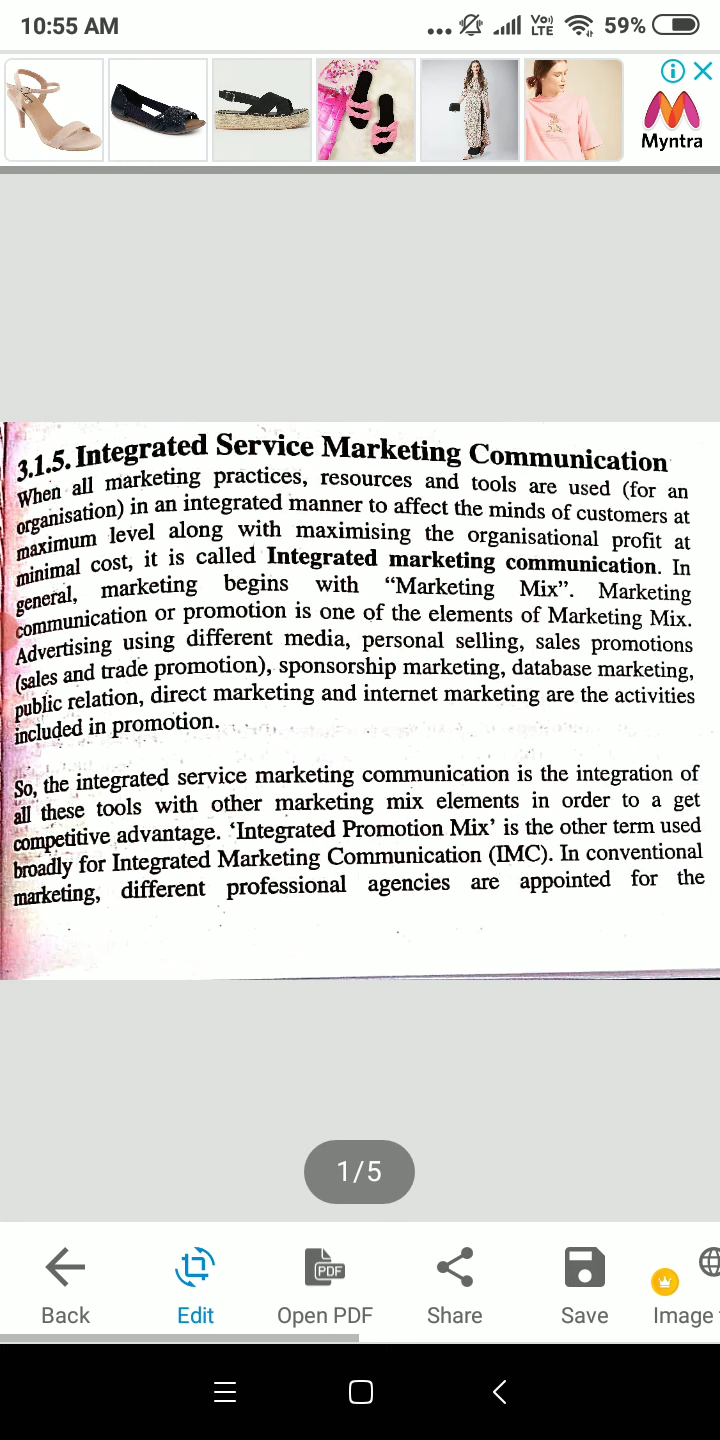 10:55 AM
Vo)) LTE
59%
Myntra
3.1.5. Integrated Service Marketing Communication
When all marketing practices, resources and tools are used (for an
organisation) in an integrated manner to affect the minds of customers at
maximum level along with maximising the organisational profit at
minimal cost, it is called Integrated marketing communication. In
general, marketing begins with “Marketing Mix”. Marketing
communication or promotion is one of the elements of Marketing Mix.
Advertising using different media, personal selling, sales promotions
(sales and trade promotion), sponsorship marketing, database marketing,
public relation, direct marketing and internet marketing are the activities
included in promotion.
So, the integrated service marketing communication is the integration of
all these tools with other marketing mix elements in order to a get
competitive advantage. ‘Integrated Promotion Mix’ is the other term used
broadly for Integrated Marketing Communication (IMC). In conventional
marketing, different professional agencies are appointed for the
1/5
PDF
Back Edit Open PDF Share Save Image